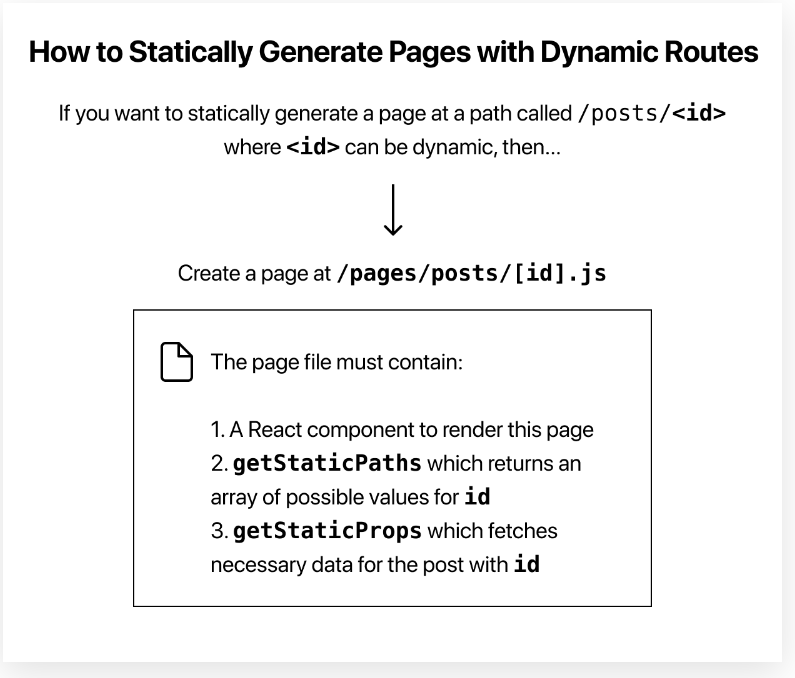 How to Statically Generate Pages with Dynamic Routes
If you want to statically generate a page at a path called /posts/<id>
where <id> can be dynamic, then...
Create a page at /pages/posts/[id].js
The page file must contain:
1. A React component to render this page
2. getStaticPaths which returns an
array of possible values for id
3. getStaticProps which fetches
necessary data for the post with id